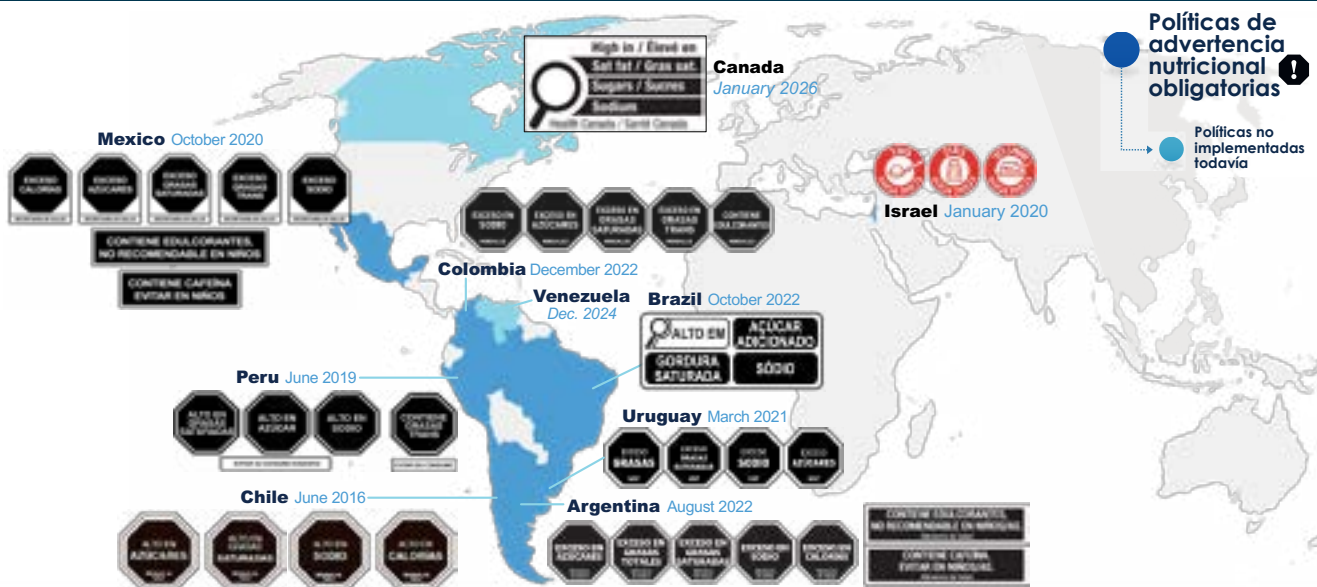 Políticas de
advertencia
nutricional
obligatorias
Políticas no
implementadas
todavía
High in / Élevé en
Sat fat / Gras sat.
Sugars / Sucres
Sodium
Health Canada / Santé Canada
Canada
January 2026
Mexico October 2020
EXCESO
CALORÍAS
EXCESO
AZÚCARES
EXCESO
GRASAS
SATURADAS
EXCESO
GRASAS
TRANS
EXCESO
SODIO
CONTIENE EDULCORANTES,
NO RECOMENDABLE EN NIÑOS
CONTIENE CAFEÍNA
EVITAR EN NIÑOS
Israel January 2020
EXCESO EN
SODIO
EXCESO EN
AZÚCARES
EXCESO EN
GRASAS
SATURADAS
EXCESO EN
GRASAS
TRANS
CONTIENE
EDULCORANTES
Colombia December 2022
Venezuela
Dec. 2024
Brazil October 2022
ALTO EM
AÇÚCAR
ADICIONADO
GORDURA
SATURADA
SÓDIO
Peru June 2019
ALTO EN
GRASAS
SATURADAS
ALTO EN
AZÚCAR
ALTO EN
SODIO
CONTIENE
GRASAS
TRANS
Uruguay March 2021
EXCESO
GRASAS
EXCESO
GRASAS
SATURADAS
EXCESO
SODIO
EXCESO
AZÚCARES
Chile June 2016
ALTO EN
AZÚCARES
ALTO EN
GRASAS
SATURADAS
ALTO EN
SODIO
ALTO EN
CALORÍAS
Argentina August 2022
EXCESO EN
AZÚCARES
EXCESO EN
GRASAS
TOTALES
EXCESO EN
GRASAS
SATURADAS
EXCESO EN
SODIO
EXCESO EN
CALORÍAS
CONTIENE EDULCORANTES,
NO RECOMENDABLE EN NIÑOS/AS.
CONTIENE CAFEÍNA.
EVITAR EN NIÑOS/AS.